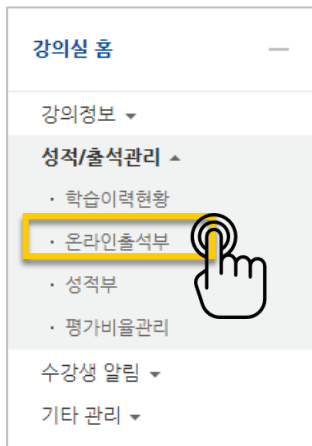 강의실 홈
강의정보
성적/출석관리
· 학습이력현황
· 온라인출석부
· 성적부
· 평가비율관리
수강생 알림
기타 관리